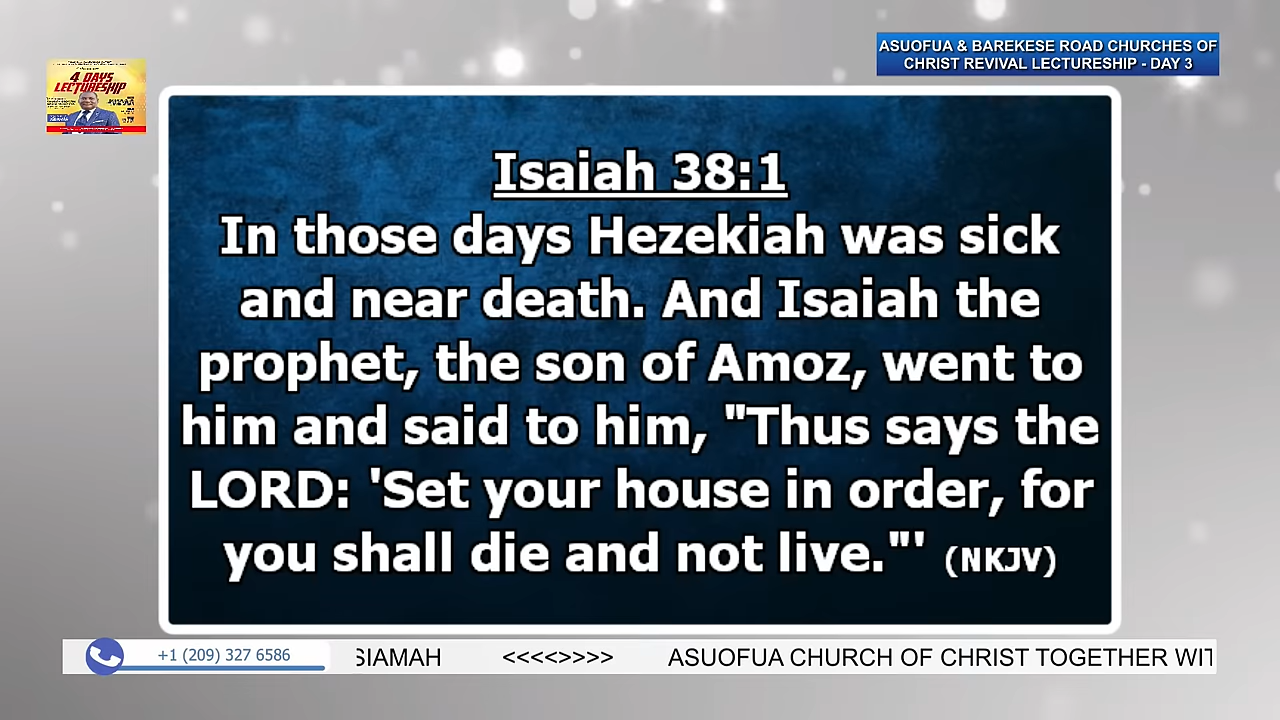 ASUOFUA & BAREKESE ROAD CHURCHES OF
CHRIST REVIVAL LECTURESHIP - DAY 3
4 DAYS
LECTURESHIP
Isaiah 38:1
In those days Hezekiah was sick
and near death. And Isaiah the
prophet, the son of Amoz, went to
him and said to him, "Thus says the
LORD: 'Set your house in order, for
you shall die and not live."' (NKJV)
+1 (209) 327 6586
SIAMAH <<<<>>>> ASUOFUA CHURCH OF CHRIST TOGETHER WIT